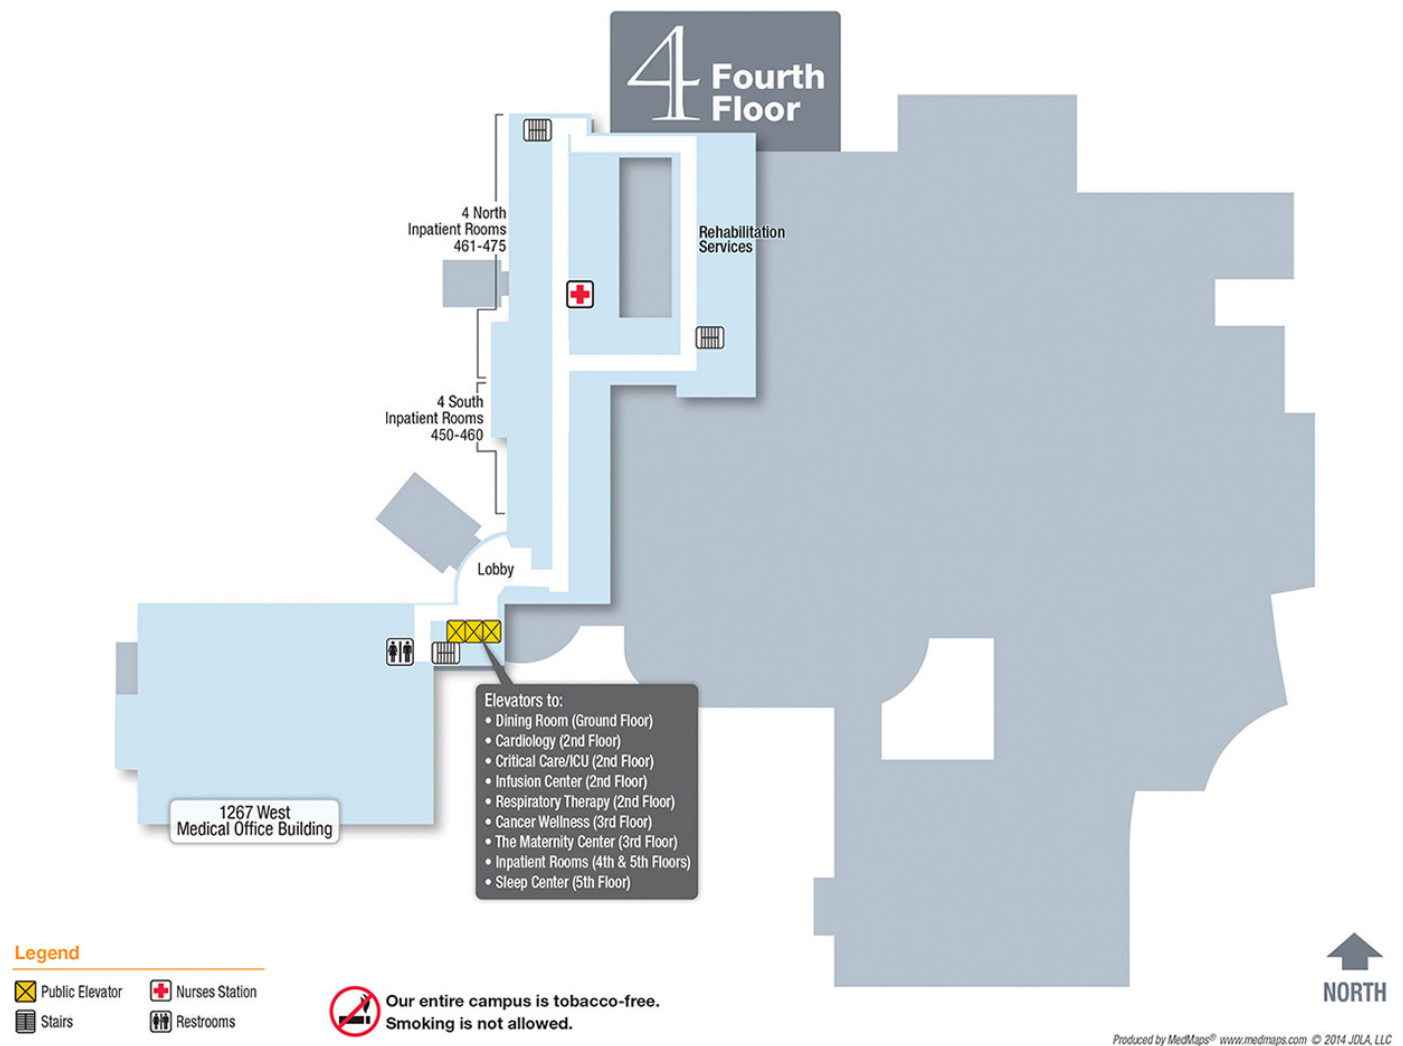 4 Fourth
Floor
4 North
Inpatient Rooms
461-475
Rehabilitation
Services
4 South
Inpatient Rooms
450-460
Lobby
Elevators to:
• Dining Room (Ground Floor)
• Cardiology (2nd Floor)
• Critical Care/ICU (2nd Floor)
• Infusion Center (2nd Floor)
• Respiratory Therapy (2nd Floor)
• Cancer Wellness (3rd Floor)
• The Maternity Center (3rd Floor)
• Inpatient Rooms (4th & 5th Floors)
• Sleep Center (5th Floor)
1267 West
Medical Office Building
Legend
Public Elevator
Nurses Station
Stairs
Restrooms
Our entire campus is tobacco-free.
Smoking is not allowed.
NORTH
Produced by MedMaps® www.medmaps.com © 2014 JDLA, LLC